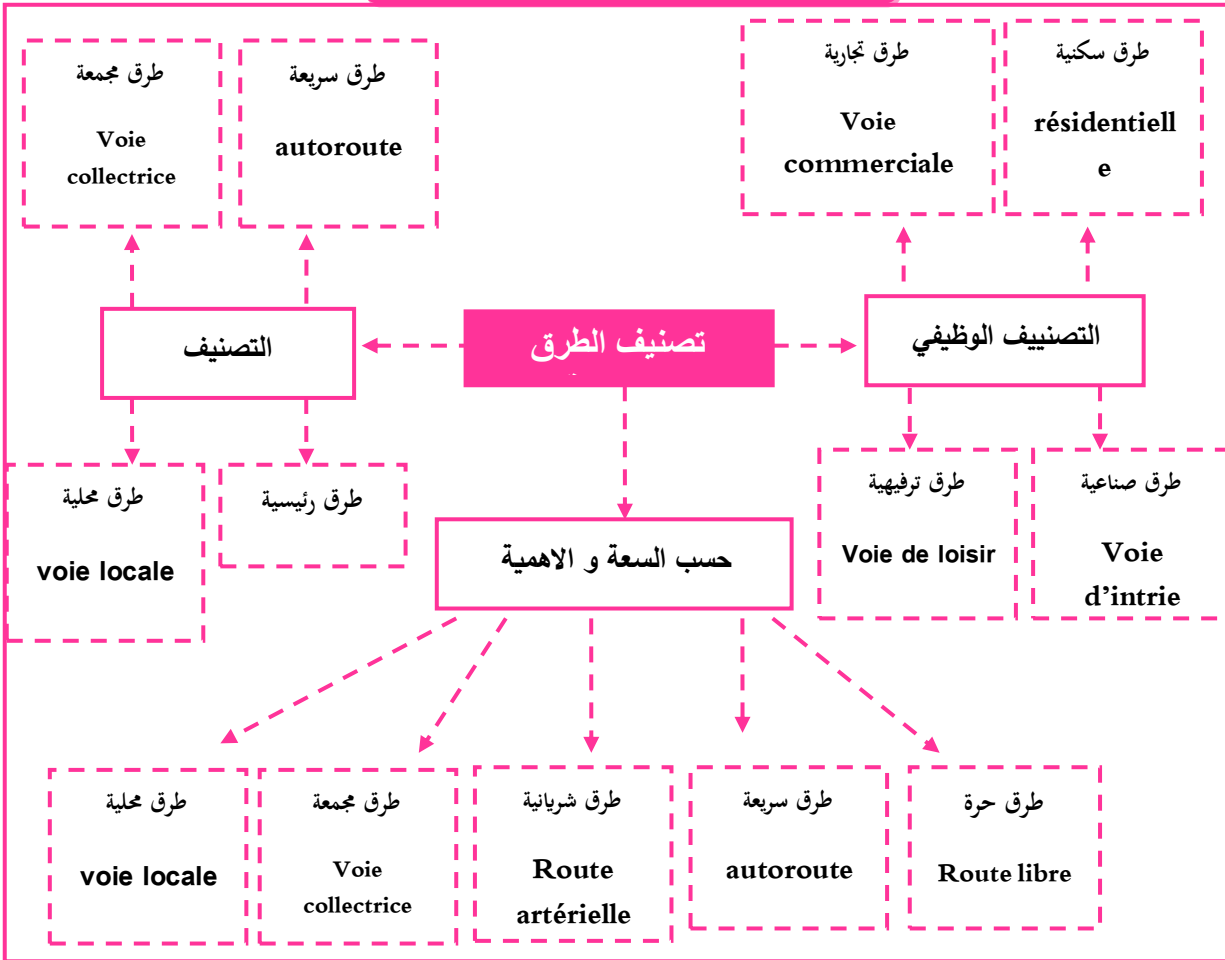 طرق مجمعة
Voie
collectrice
طرق سريعة
autoroute
طرق تجارية
Voie
commerciale
طرق سكنية
résidentiell
e
التصنيف
تصنيف الطرق
التصنييف الوظيفي
طرق محلية
voie locale
طرق رئيسية
حسب السعة و الاهمية
طرق ترفيهية
Voie de loisir
طرق صناعية
Voie
d’intrie
طرق محلية
voie locale
طرق مجمعة
Voie
collectrice
طرق شريانية
Route
artérielle
طرق سريعة
autoroute
طرق حرة
Route libre